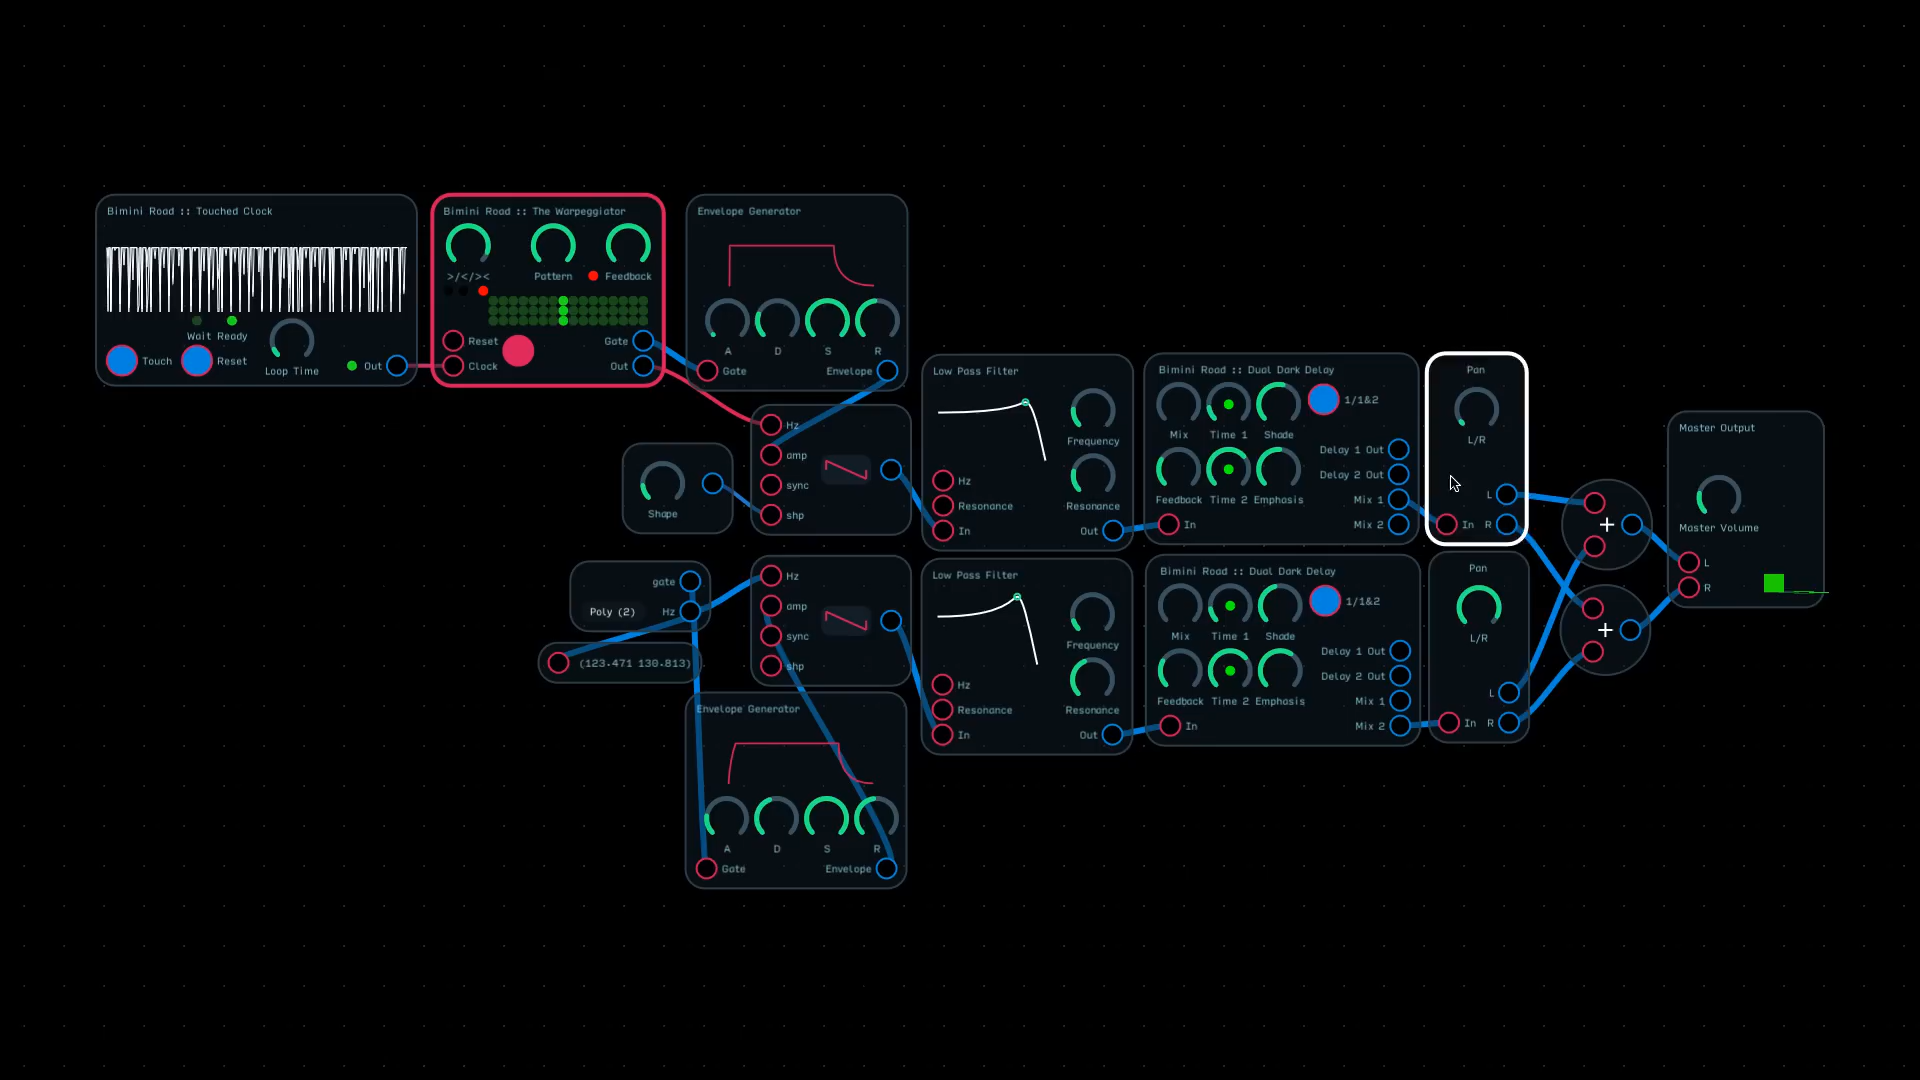 Bimini Road :: Touched Clock
Wait Ready
Touch
Reset
Loop Time
Out
Bimini Road :: The Warpeggiator
>/</><
Pattern
Feedback
Reset
Clock
Gate
Out
Envelope Generator
A D S R
Gate
Envelope
Shape
Hz
amp
sync
shp
Low Pass Filter
Frequency
Resonance
Hz
Resonance
In
Out
Bimini Road :: Dual Dark Delay
1/1&2
Mix Time 1 Shade
Delay 1 Out
Delay 2 Out
Feedback Time 2 Emphasis
Mix 1
Mix 2
In
Pan
L/R
L
In R
+
Master Output
Master Volume
L
R
gate
Poly (2) Hz
(123.471 130.813)
Hz
amp
sync
shp
Envelope Generator
A D S R
Gate
Envelope
Low Pass Filter
Frequency
Resonance
Hz
Resonance
In
Out
Bimini Road :: Dual Dark Delay
1/1&2
Mix Time 1 Shade
Delay 1 Out
Delay 2 Out
Feedback Time 2 Emphasis
Mix 1
Mix 2
In
Pan
L/R
L
In R
+